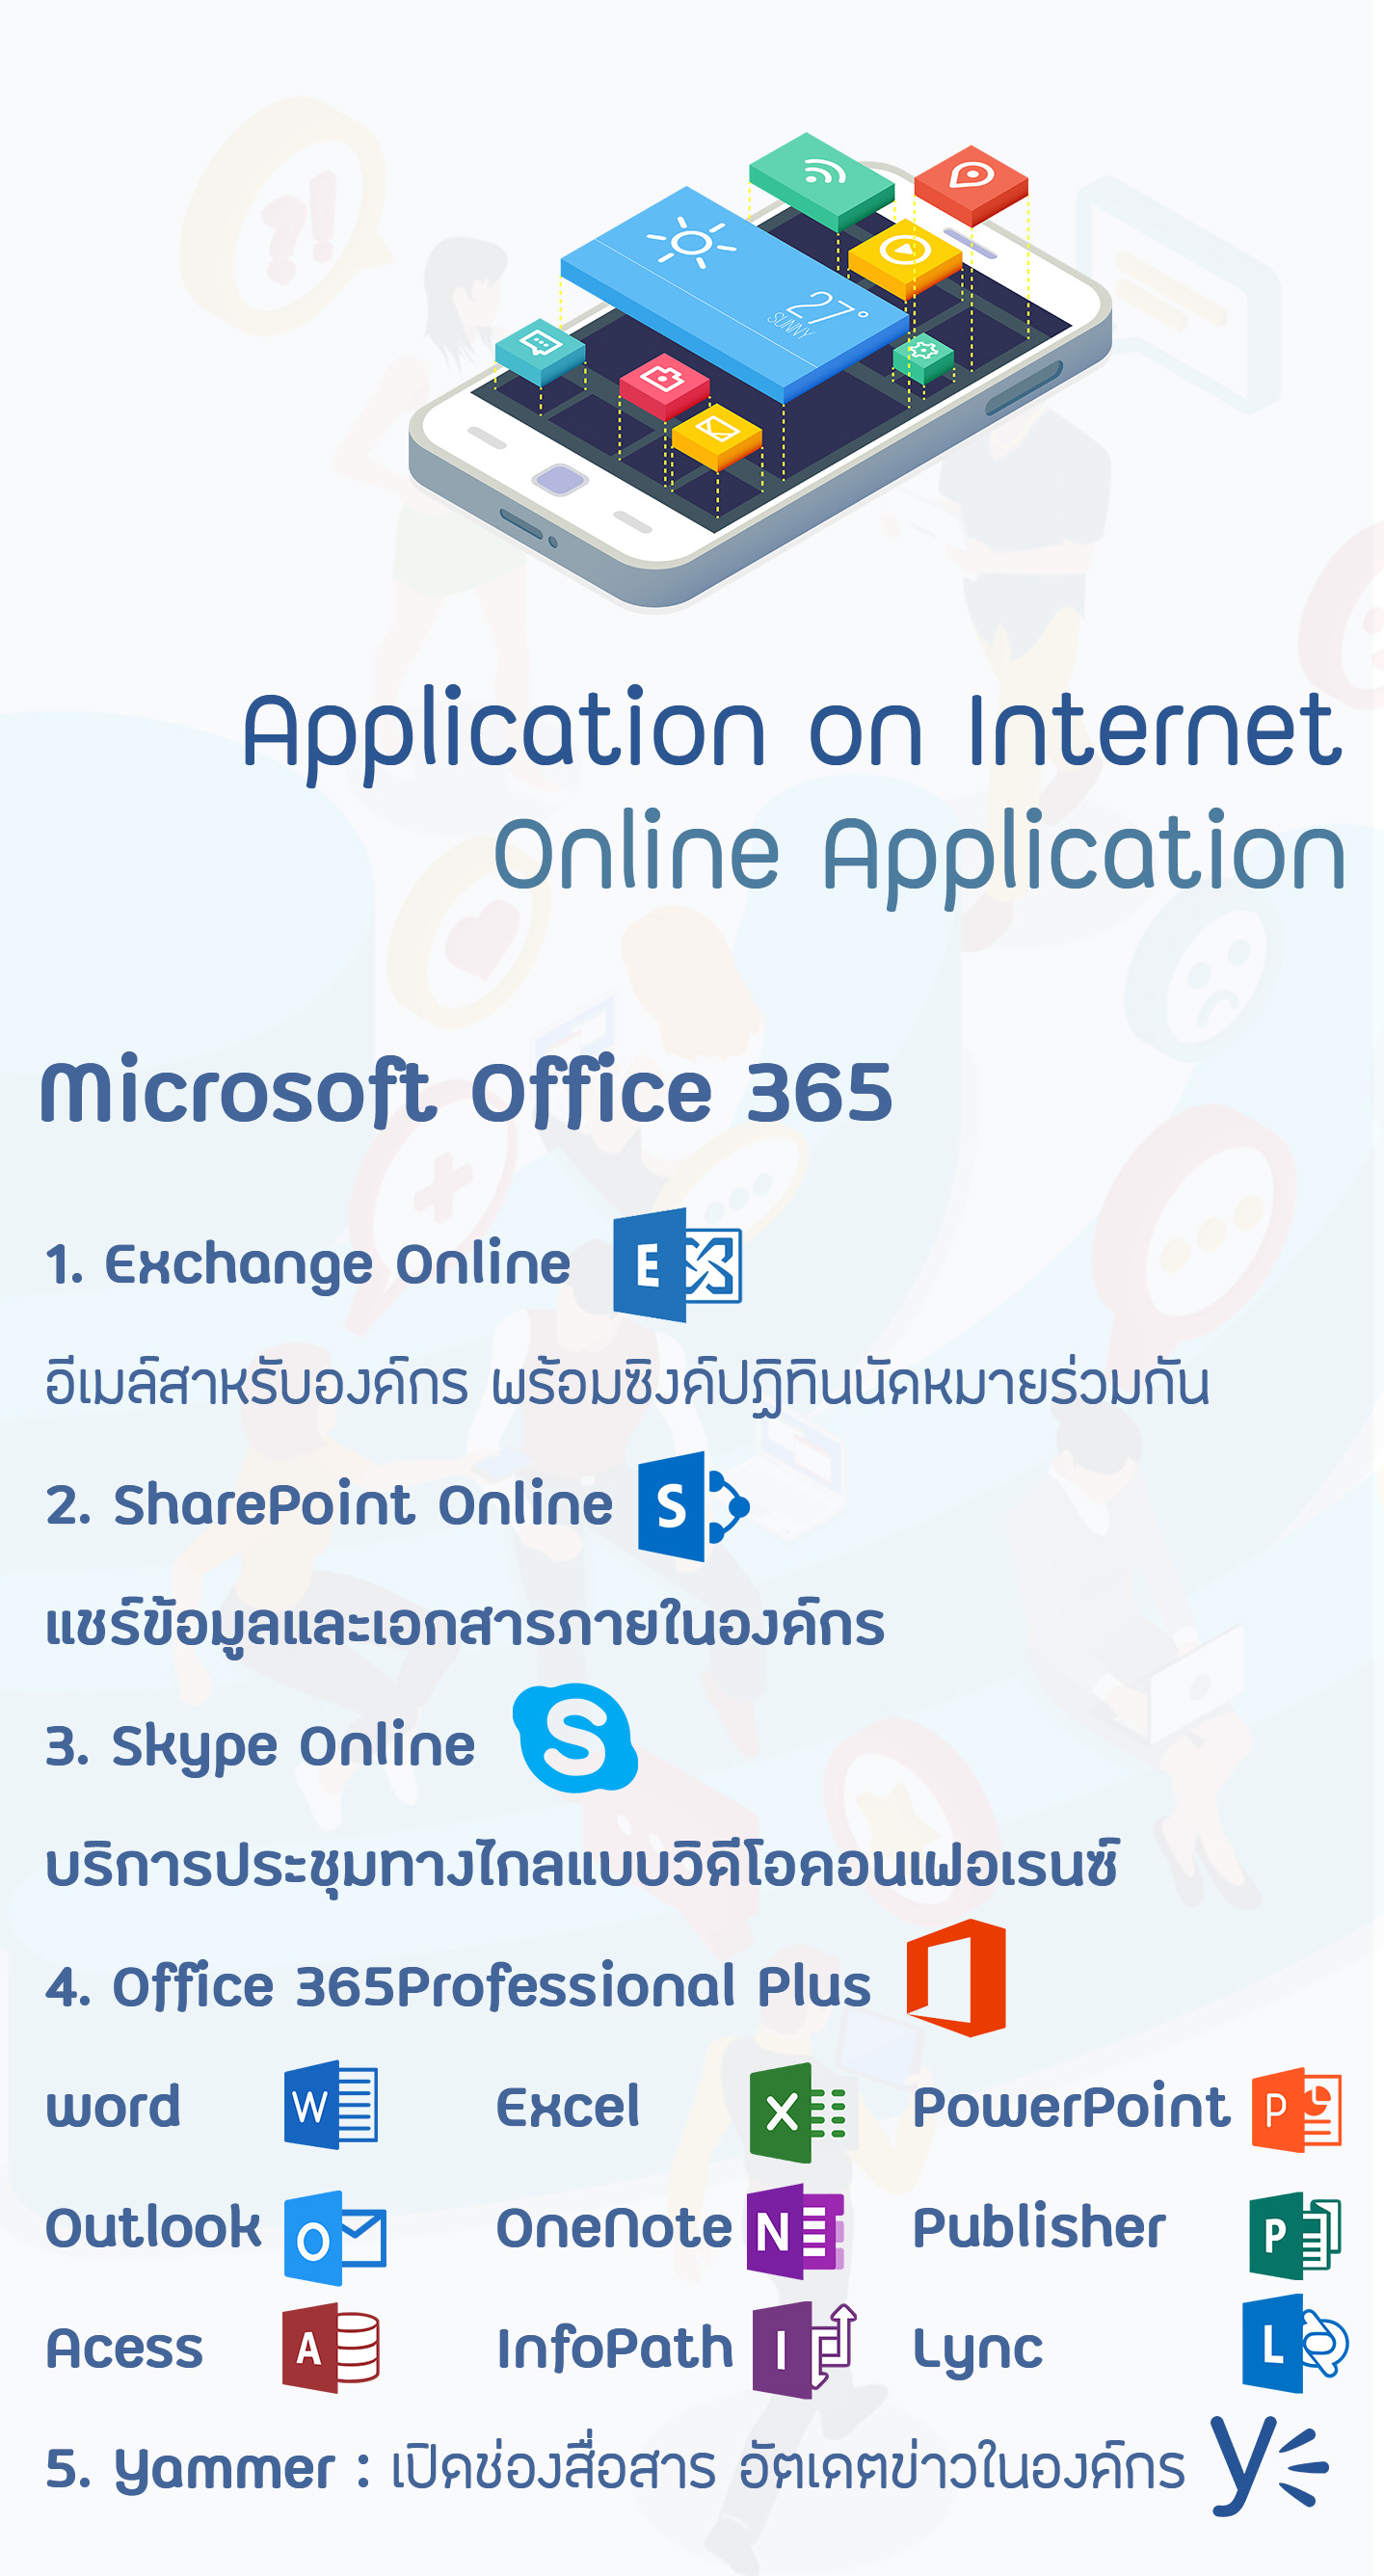 27°
SUNNY
Application on Internet
Online Application
Microsoft Office 365
1. Exchange Online
อีเมล์สาหรับองค์กร พร้อมซิงค์ปฏิทินนัดหมายร่วมกัน
2. SharePoint Online
แชร์ข้อมูลและเอกสารภายในองค์กร
3. Skype Online
บริการประชุมทางไกลแบบวิดีโอคอนเฟอเรนซ์
4. Office 365Professional Plus
word Excel PowerPoint
Outlook OneNote Publisher
Acess InfoPath Lync
5. Yammer : เปิดช่องสื่อสาร อัตเดตข่าวในองค์กร